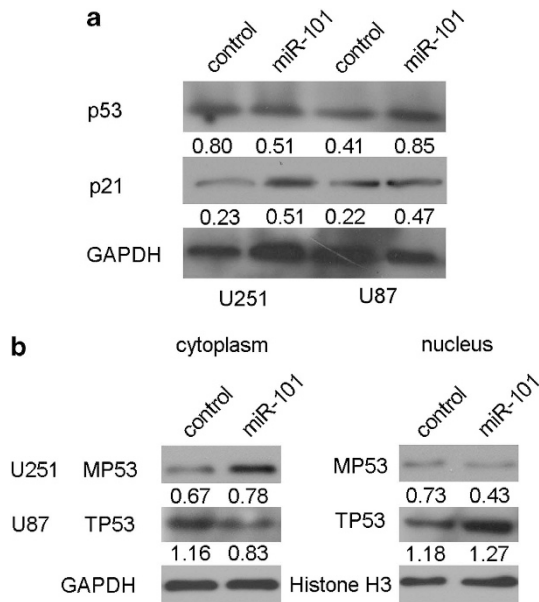 a
control miR-101 control miR-101
p53
0.80 0.51 0.41 0.85
p21
0.23 0.51 0.22 0.47
GAPDH
U251 U87
b
cytoplasm nucleus
control miR-101 control miR-101
U251 MP53 MP53
0.67 0.78 0.73 0.43
U87 TP53 TP53
1.16 0.83 1.18 1.27
GAPDH Histone H3